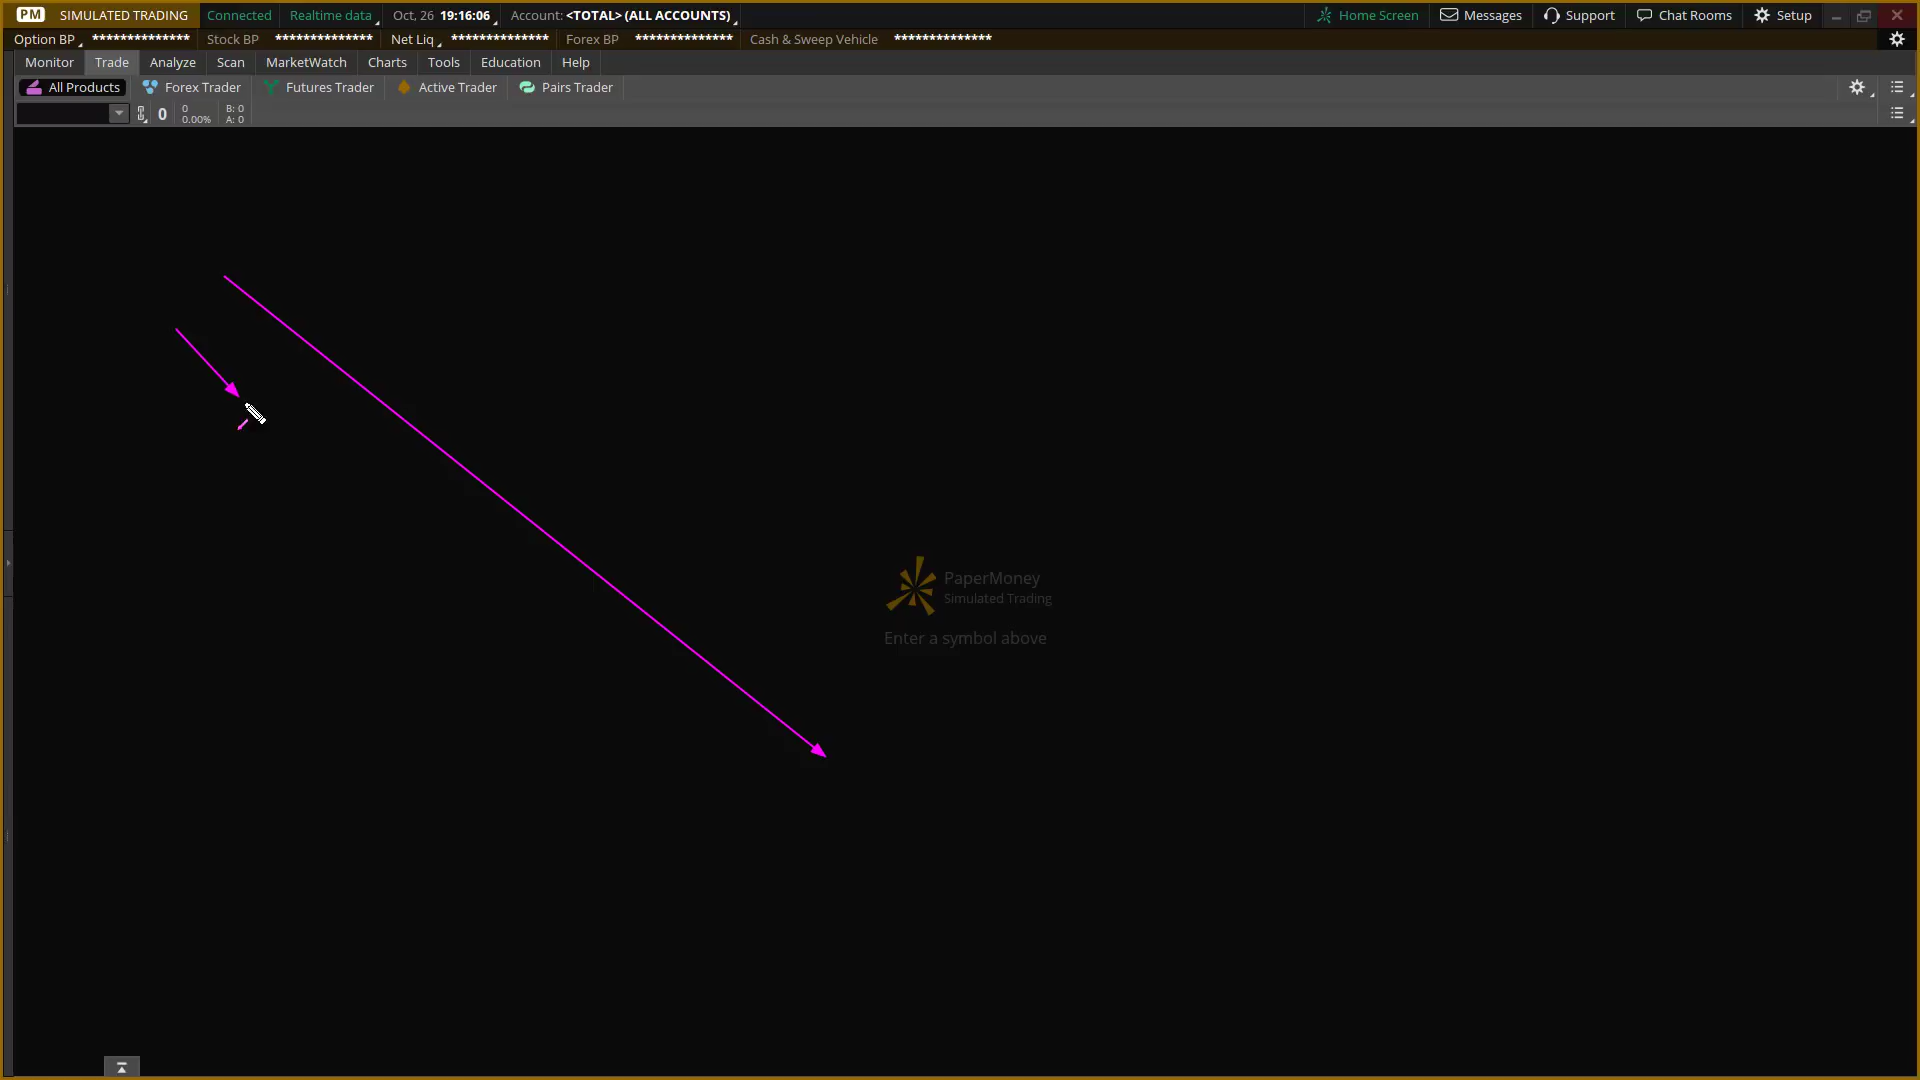 PM SIMULATED TRADING Connected Realtime data Oct, 26 19:16:06 Account: <TOTAL> (ALL ACCOUNTS) Home Screen Messages Support Chat Rooms Setup
Option BP ************** Stock BP ************** Net Liq ************** Forex BP ************** Cash & Sweep Vehicle **************
Monitor Trade Analyze Scan MarketWatch Charts Tools Education Help
All Products Forex Trader Futures Trader Active Trader Pairs Trader
0 0 B: 0
0.00% A: 0
PaperMoney
Simulated Trading
Enter a symbol above